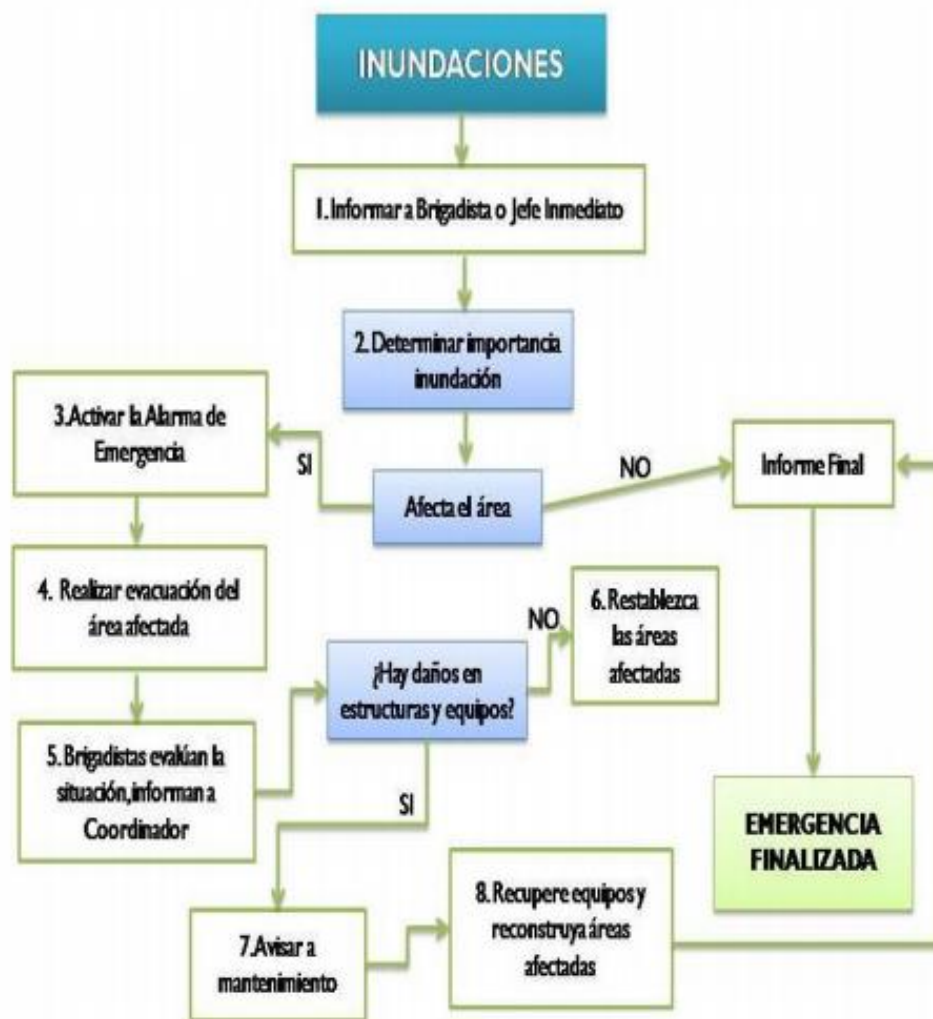 INUNDACIONES
1. Informar a Brigadista o Jefe Inmediato
2. Determinar importancia
inundación
3. Activar la Alarma de
Emergencia
SI
Afecta el área
NO
Informe Final
4. Realizar evacuación del
área afectada
¿Hay daños en
estructuras y equipos?
NO
6. Restablezca
las áreas
afectadas
5. Brigadistas evalúan la
situación, informan a
Coordinador
SI
EMERGENCIA
FINALIZADA
7. Avisar a
mantenimiento
8. Recupere equipos y
reconstruya áreas
afectadas